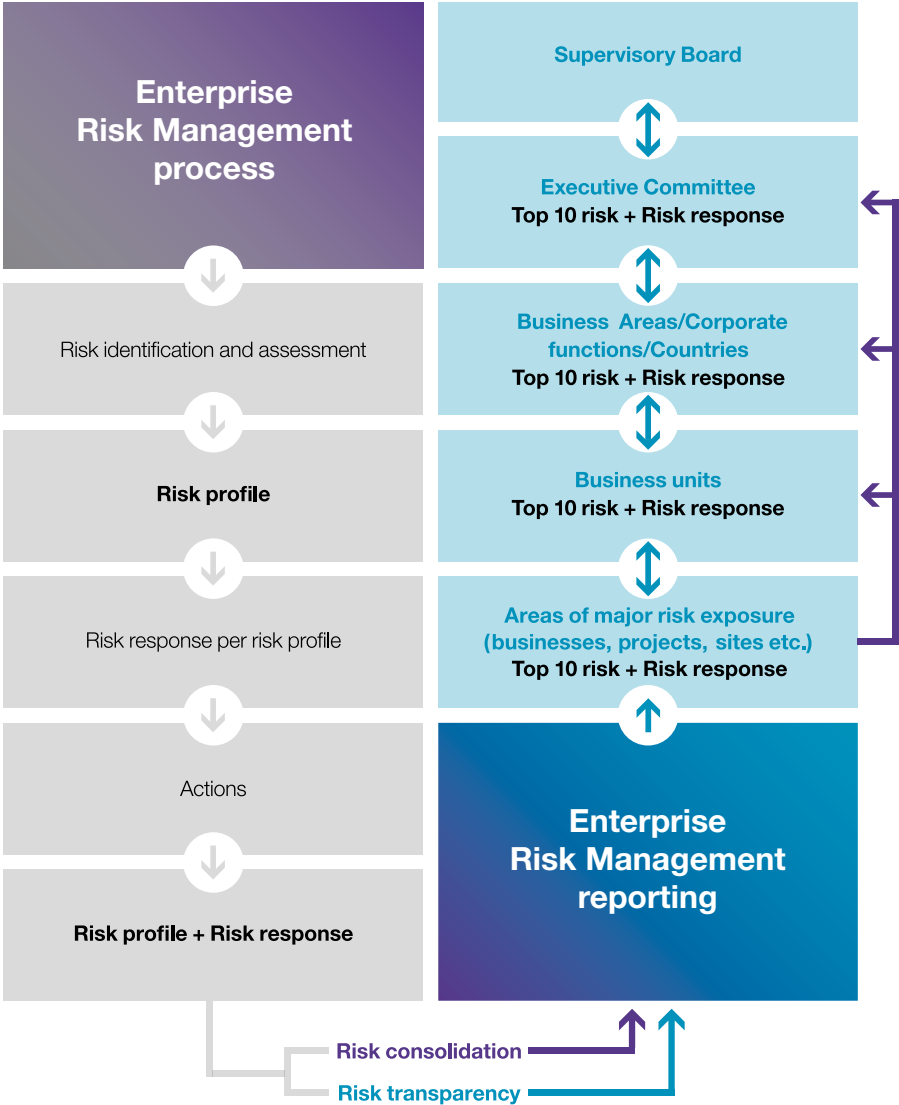 Enterprise
Risk Management
process
Risk identification and assessment
Risk profile
Risk response per risk profile
Actions
Risk profile + Risk response
Supervisory Board
Executive Committee
Top 10 risk + Risk response
Business Areas/Corporate
functions/Countries
Top 10 risk + Risk response
Business units
Top 10 risk + Risk response
Areas of major risk exposure
(businesses, projects, sites etc.)
Top 10 risk + Risk response
Enterprise
Risk Management
reporting
Risk consolidation
Risk transparency